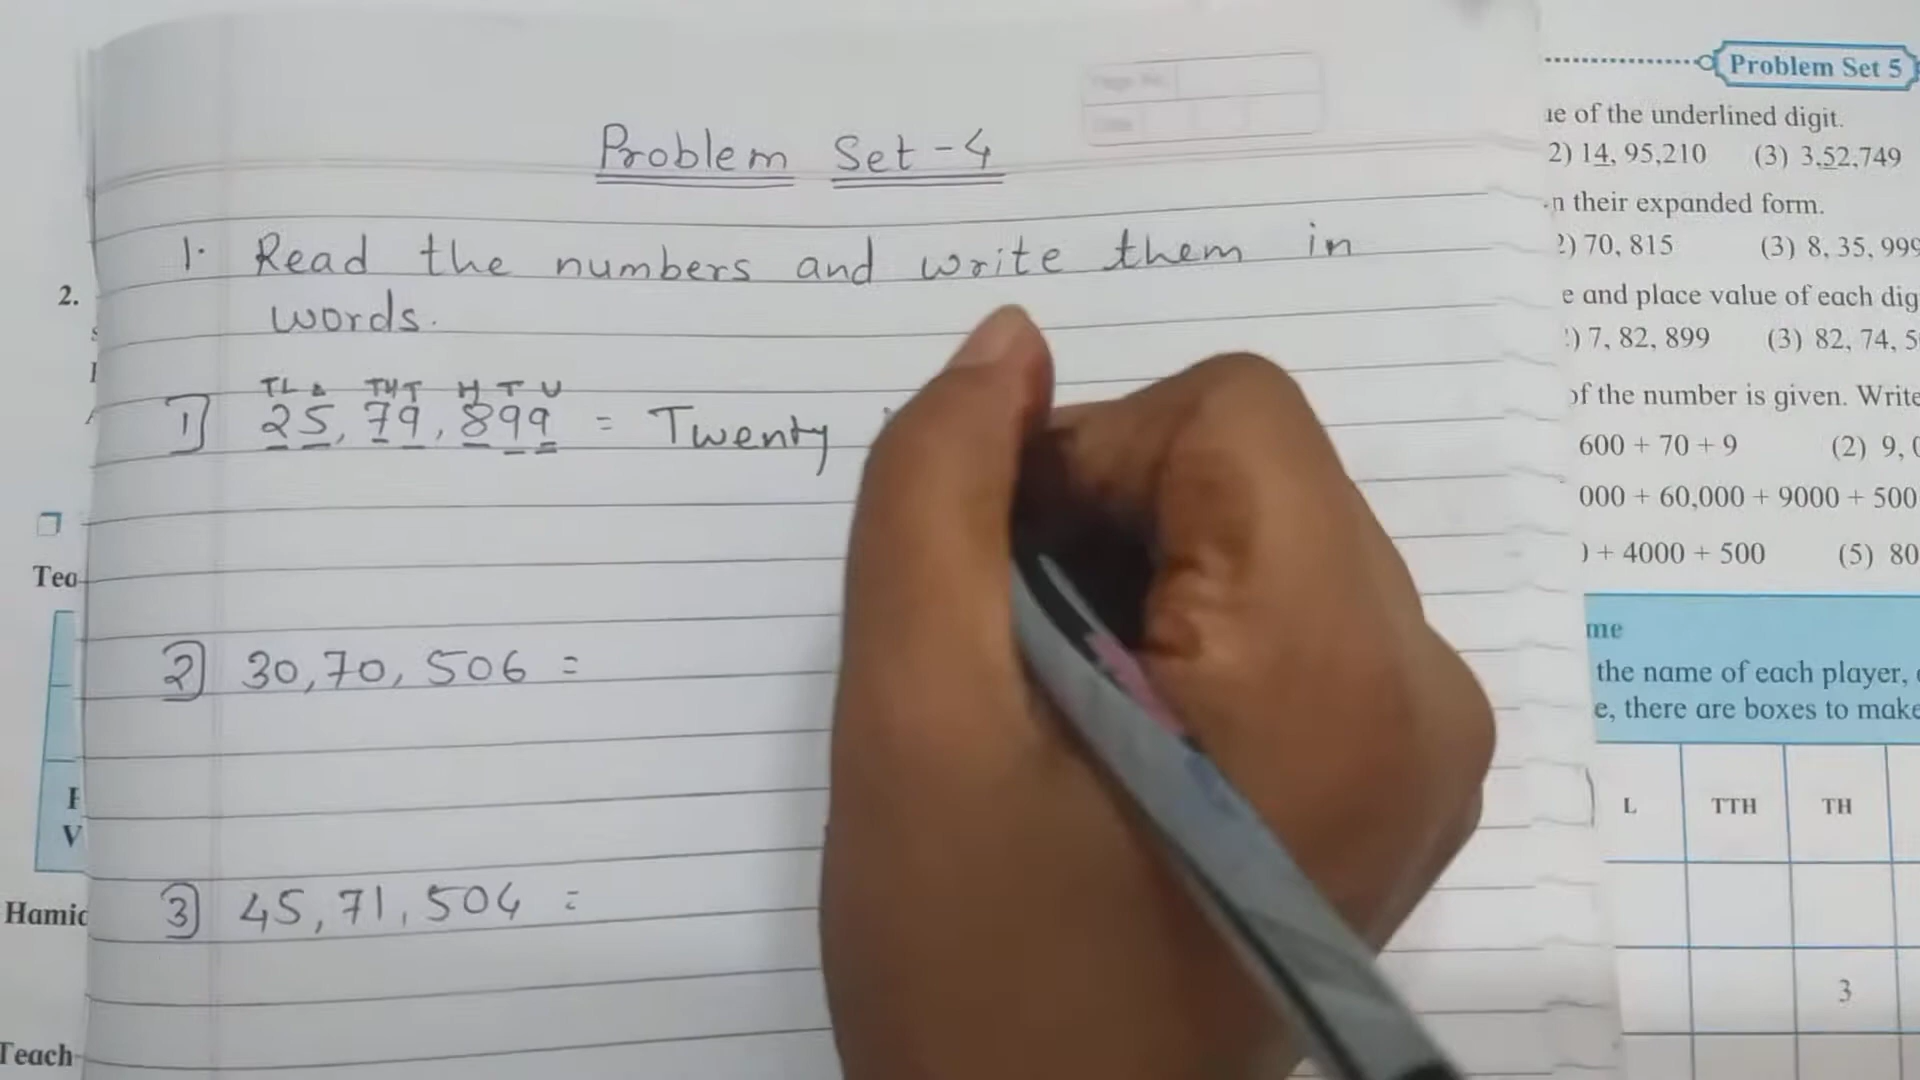 Problem Set - 4
1. Read the numbers and write them in
words.
TL L TH T H T U
1) 25, 79, 899 = Twenty
2) 30,70, 506 =
3) 45, 71, 504 =
2.
Tea
Hamid
Teach
Problem Set 5
of the underlined digit.
2) 14, 95,210 (3) 3,52,749
n their expanded form.
2) 70, 815 (3) 8, 35, 999
e and place value of each dig
) 7, 82, 899 (3) 82, 74, 5
of the number is given. Write
600 + 70 + 9 (2) 9, 0
000 + 60,000 + 9000 + 500
) + 4000 + 500 (5) 80
me
the name of each player,
e, there are boxes to make
L TTH TH
3